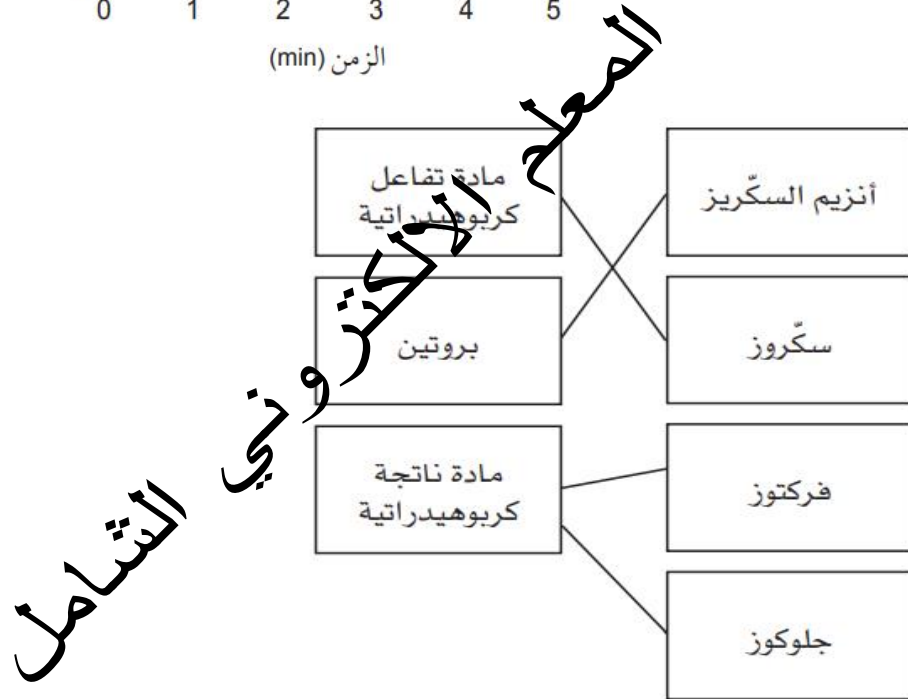 0 1 2 3 4 5
الزمن (min)
أنزيم السكّريز
مادة تفاعل
كربوهيدراتية
سكّروز
بروتين
فركتوز
مادة ناتجة
كربوهيدراتية
جلوكوز
المعلم الالكتروني الشامل